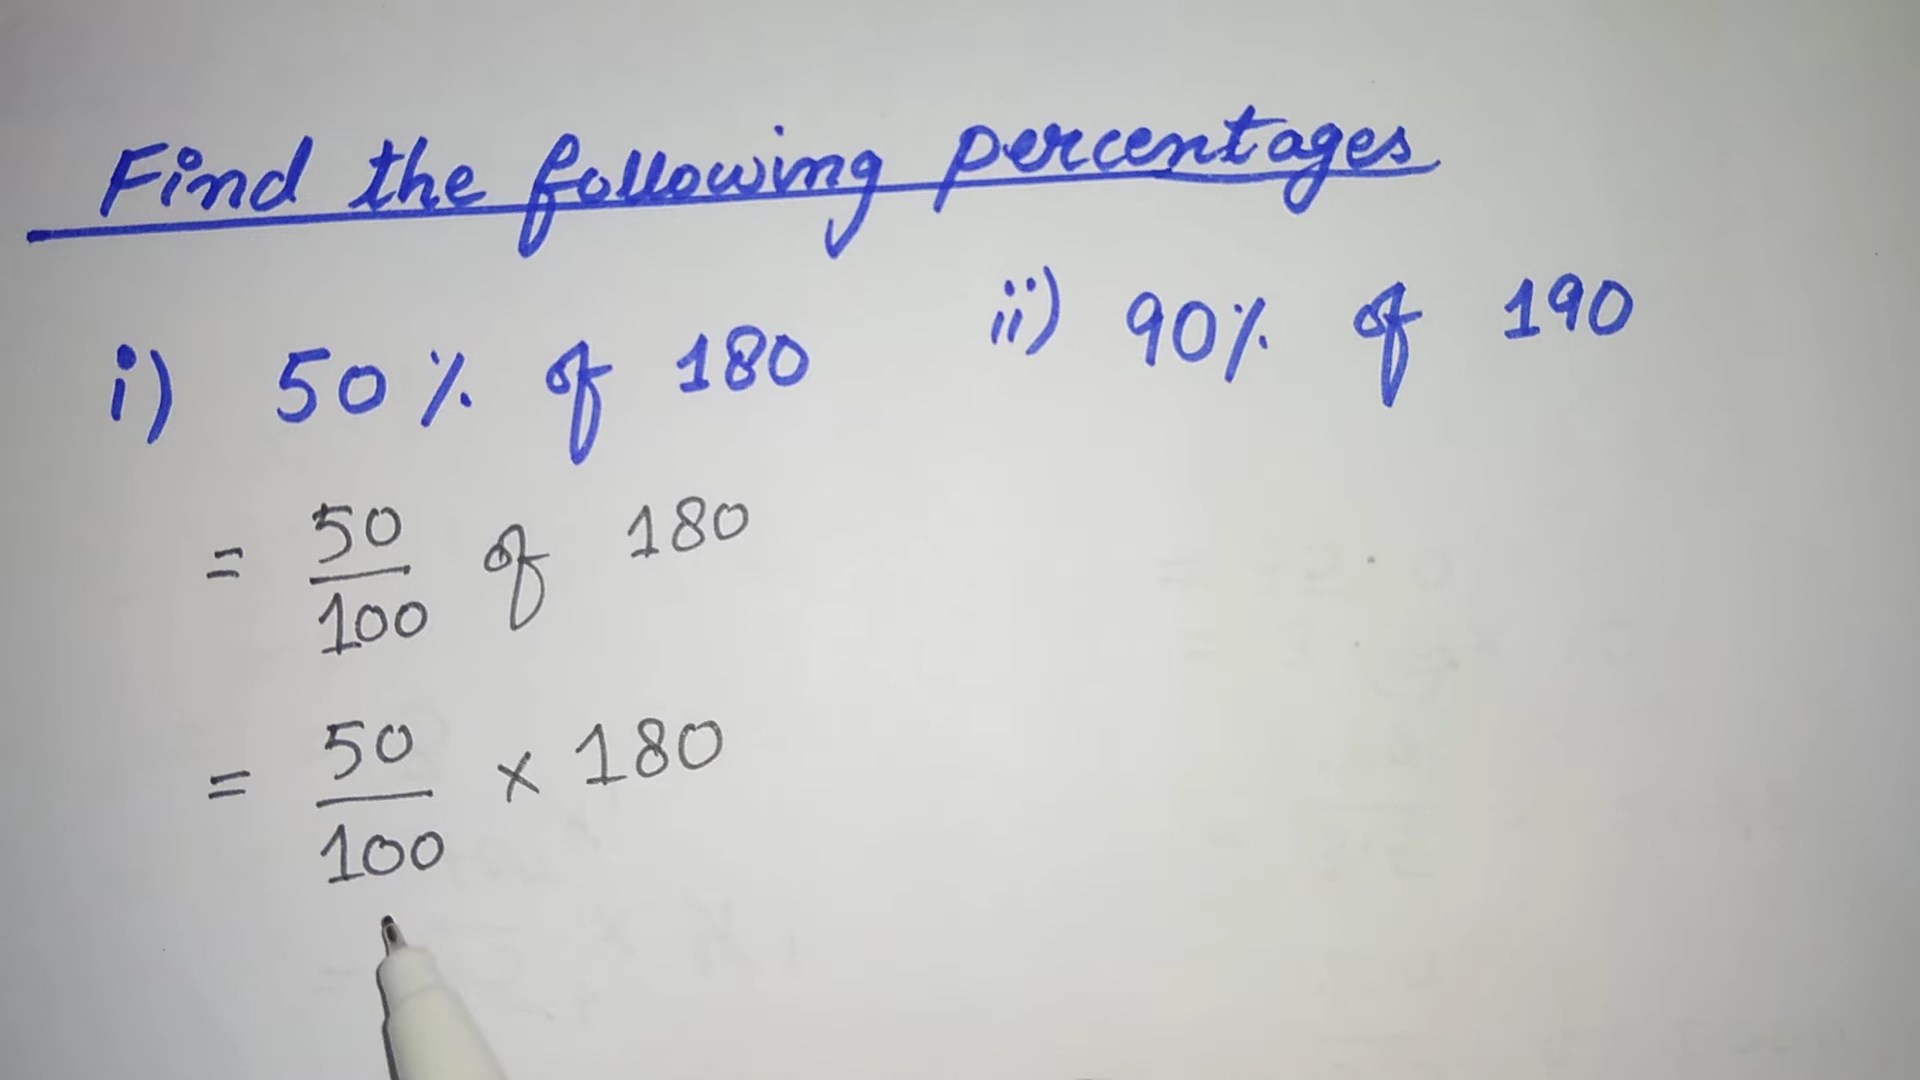 Find the following percentages
i) 50% of 180
ii) 90% of 190
= 50/100 of 180
= 50/100 × 180